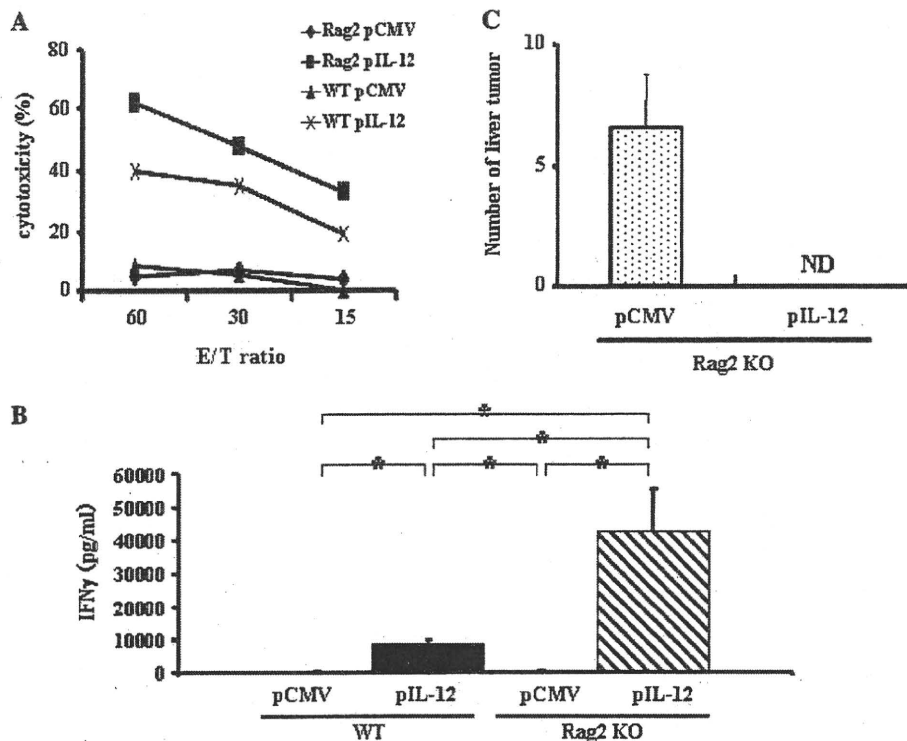 A
Rag2 pCMV
Rag2 pIL-12
WT pCMV
WT pIL-12
80
60
40
20
0
cytotoxicity (%)
60 30 15
E/T ratio
C
10
5
0
Number of liver tumor
ND
pCMV pIL-12
Rag2 KO
B
* * * * *
60000
50000
40000
30000
20000
10000
0
IFNγ (pg/ml)
pCMV pIL-12 pCMV pIL-12
WT Rag2 KO